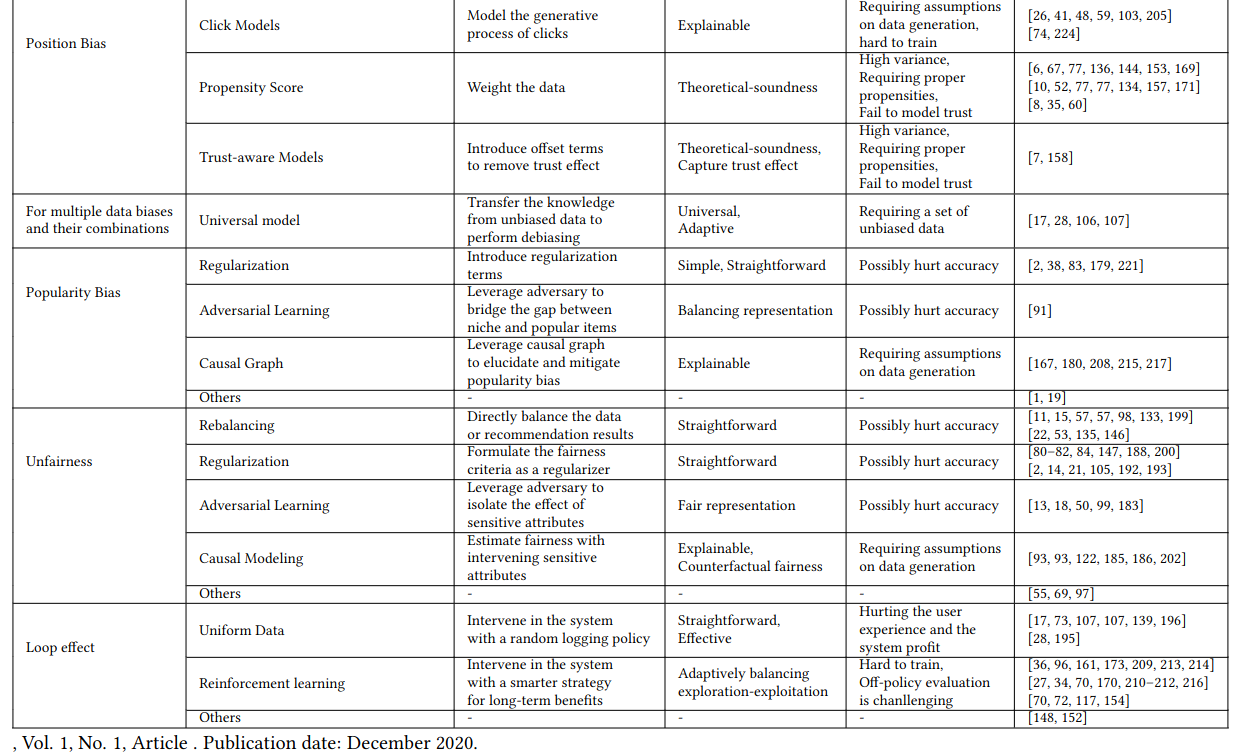 Position Bias
Click Models
Model the generative
process of clicks
Explainable
Requiring assumptions
on data generation,
hard to train
[26, 41, 48, 59, 103, 205]
[74, 224]
Propensity Score
Weight the data
Theoretical-soundness
High variance,
Requiring proper
propensities,
Fail to model trust
[6, 67, 77, 136, 144, 153, 169]
[10, 52, 77, 77, 134, 157, 171]
[8, 35, 60]
Trust-aware Models
Introduce offset terms
to remove trust effect
Theoretical-soundness,
Capture trust effect
High variance,
Requiring proper
propensities,
Fail to model trust
[7, 158]
For multiple data biases
and their combinations
Universal model
Transfer the knowledge
from unbiased data to
perform debiasing
Universal,
Adaptive
Requiring a set of
unbiased data
[17, 28, 106, 107]
Popularity Bias
Regularization
Introduce regularization
terms
Simple, Straightforward
Possibly hurt accuracy
[2, 38, 83, 179, 221]
Adversarial Learning
Leverage adversary to
bridge the gap between
niche and popular items
Balancing representation
Possibly hurt accuracy
[91]
Causal Graph
Leverage causal graph
to elucidate and mitigate
popularity bias
Explainable
Requiring assumptions
on data generation
[167, 180, 208, 215, 217]
Others
-
-
-
[1, 19]
Unfairness
Rebalancing
Directly balance the data
or recommendation results
Straightforward
Possibly hurt accuracy
[11, 15, 57, 57, 98, 133, 199]
[22, 53, 135, 146]
Regularization
Formulate the fairness
criteria as a regularizer
Straightforward
Possibly hurt accuracy
[80–82, 84, 147, 188, 200]
[2, 14, 21, 105, 192, 193]
Adversarial Learning
Leverage adversary to
isolate the effect of
sensitive attributes
Fair representation
Possibly hurt accuracy
[13, 18, 50, 99, 183]
Causal Modeling
Estimate fairness with
intervening sensitive
attributes
Explainable,
Counterfactual fairness
Requiring assumptions
on data generation
[93, 93, 122, 185, 186, 202]
Others
-
-
-
[55, 69, 97]
Loop effect
Uniform Data
Intervene in the system
with a random logging policy
Straightforward,
Effective
Hurting the user
experience and the
system profit
[17, 73, 107, 107, 139, 196]
[28, 195]
Reinforcement learning
Intervene in the system
with a smarter strategy
for long-term benefits
Adaptively balancing
exploration-exploitation
Hard to train,
Off-policy evaluation
is chanllenging
[36, 96, 161, 173, 209, 213, 214]
[27, 34, 70, 170, 210–212, 216]
[70, 72, 117, 154]
Others
-
-
-
[148, 152]
, Vol. 1, No. 1, Article . Publication date: December 2020.